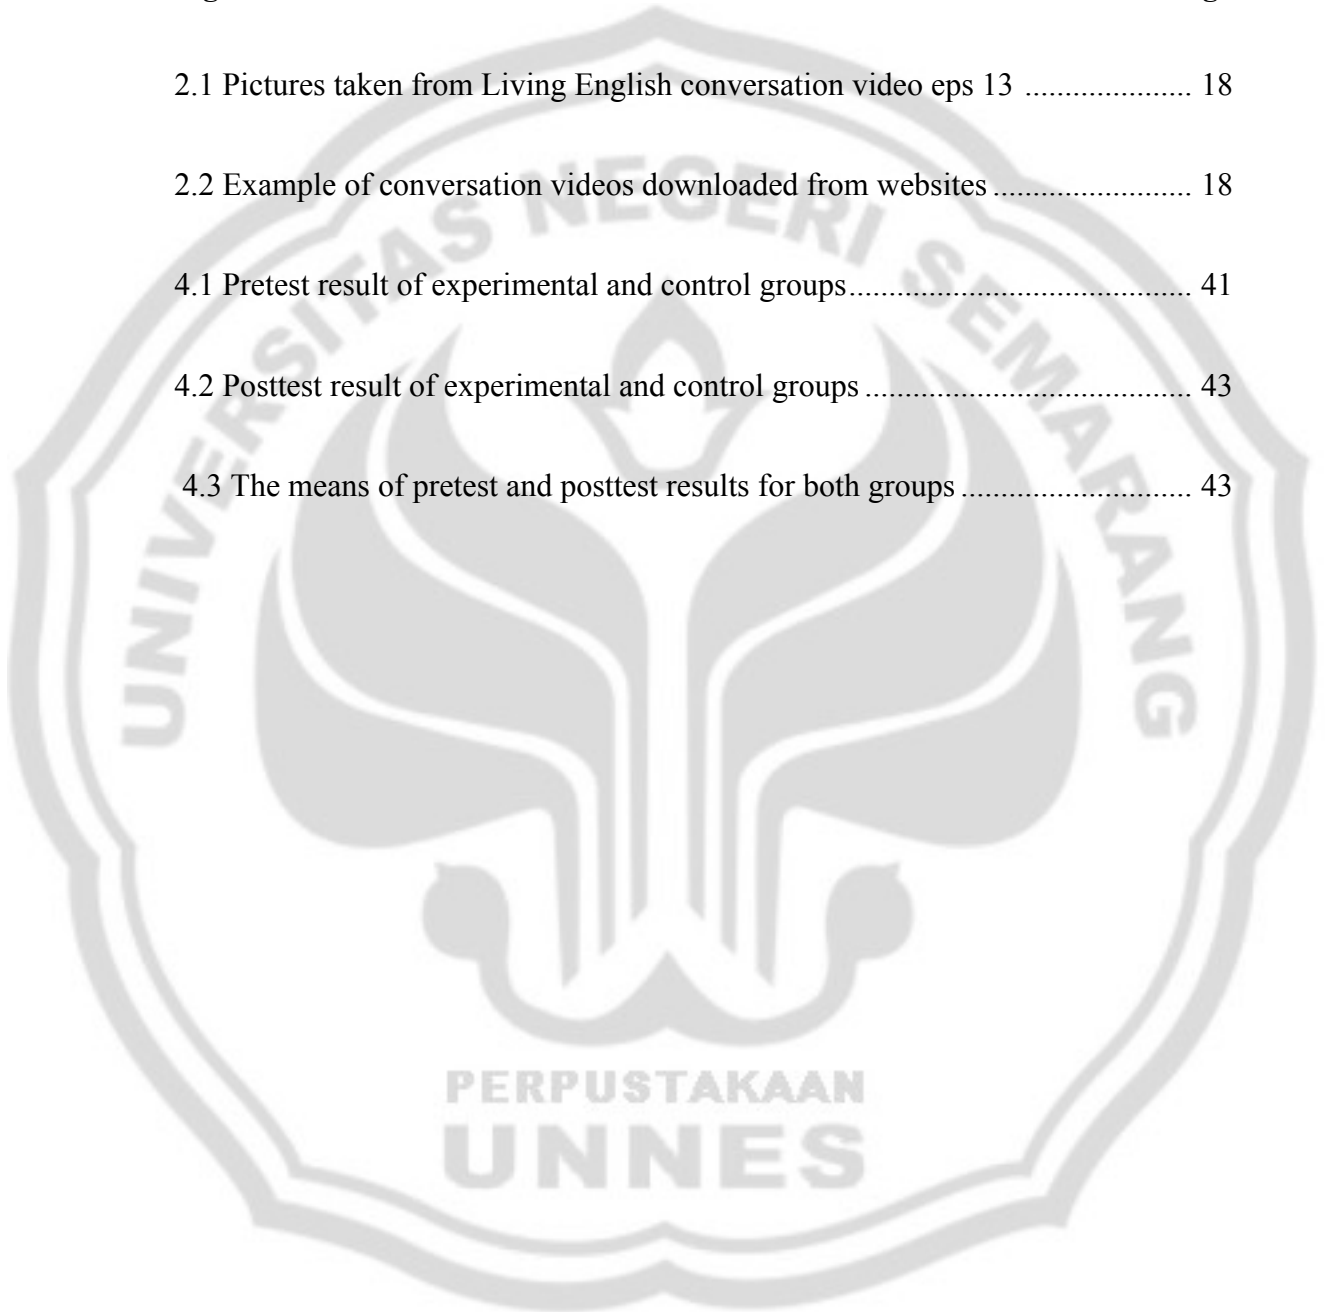 2.1 Pictures taken from Living English conversation video eps 13 ..................... 18
2.2 Example of conversation videos downloaded from websites ......................... 18
4.1 Pretest result of experimental and control groups........................................... 41
4.2 Posttest result of experimental and control groups ......................................... 43
4.3 The means of pretest and posttest results for both groups ............................. 43
UNIVERSITAS NEGERI SEMARANG
PERPUSTAKAAN
UNNES